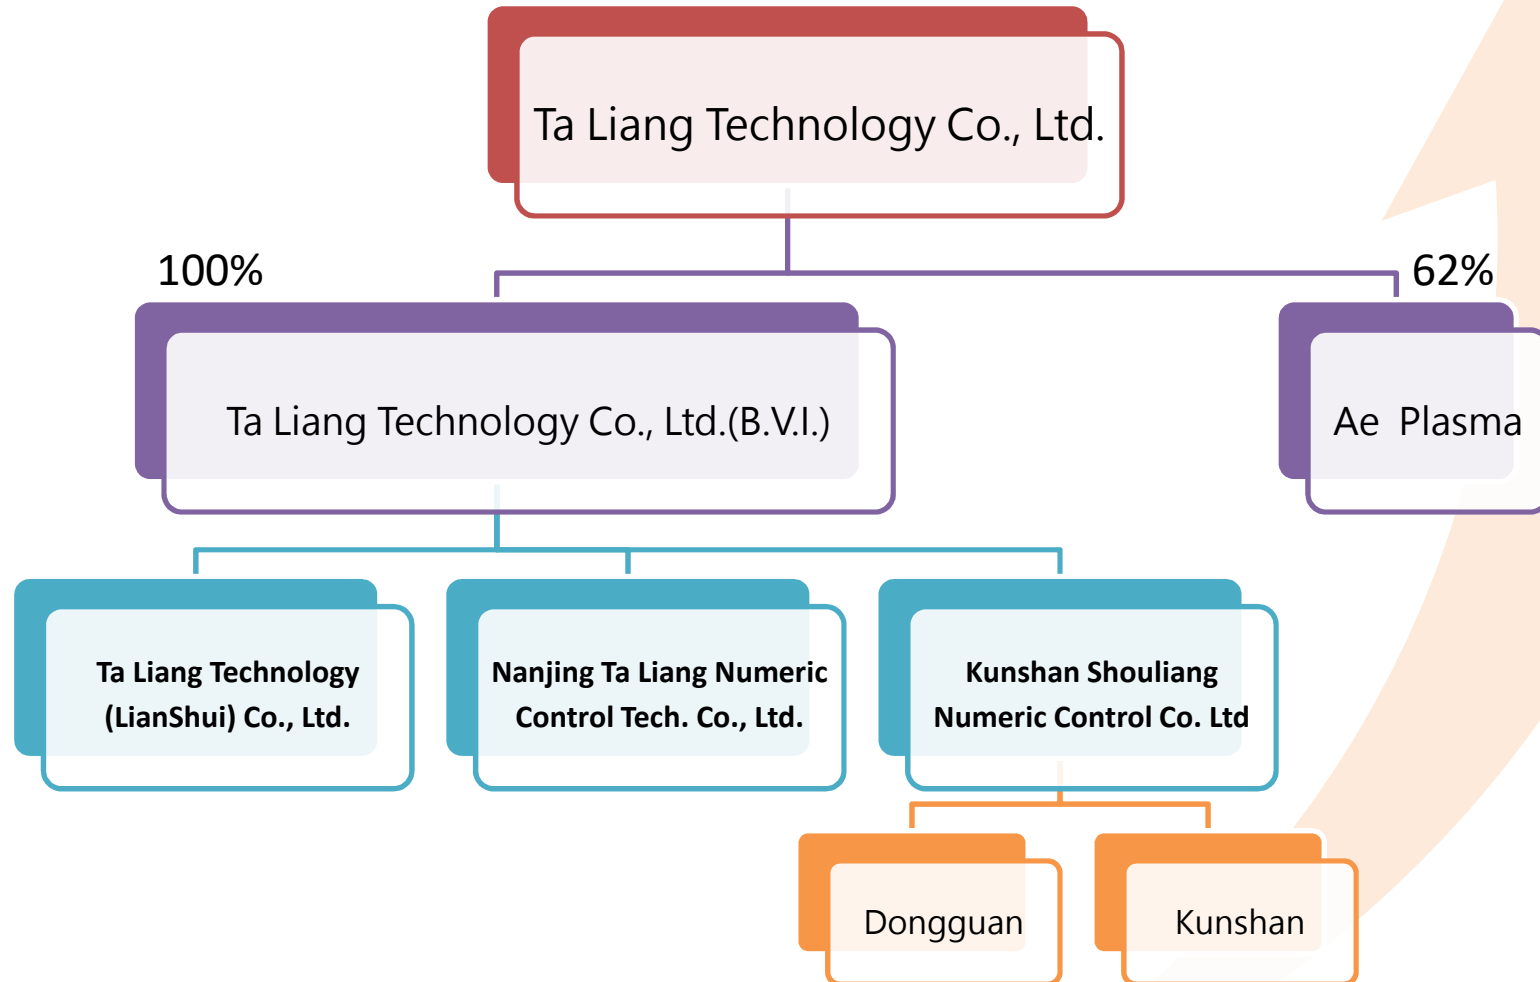 Ta Liang Technology Co., Ltd.
100%
62%
Ta Liang Technology Co., Ltd.(B.V.I.)
Ae Plasma
Ta Liang Technology
(LianShui) Co., Ltd.
Nanjing Ta Liang Numeric
Control Tech. Co., Ltd.
Kunshan Shouliang
Numeric Control Co. Ltd
Dongguan
Kunshan